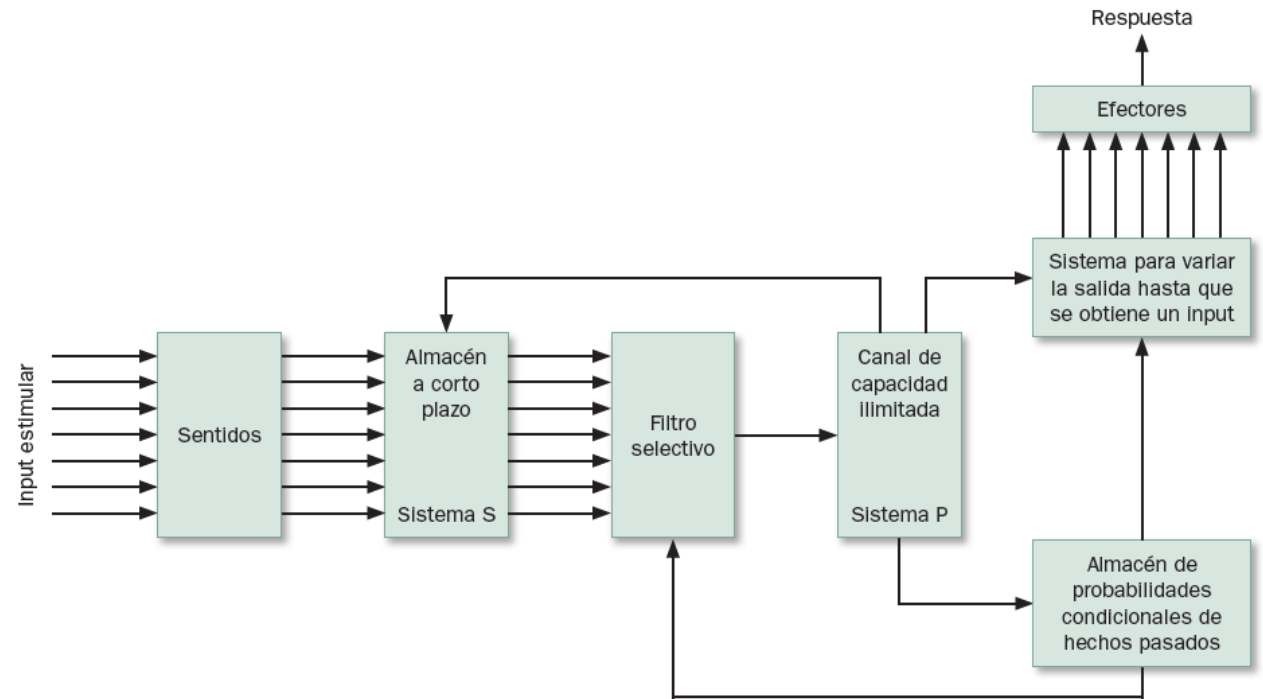 Respuesta
Efectores
Sistema para variar
la salida hasta que
se obtiene un input
Input estimular
Sentidos
Almacén
a corto
plazo
Sistema S
Filtro
selectivo
Canal de
capacidad
ilimitada
Sistema P
Almacén de
probabilidades
condicionales de
hechos pasados